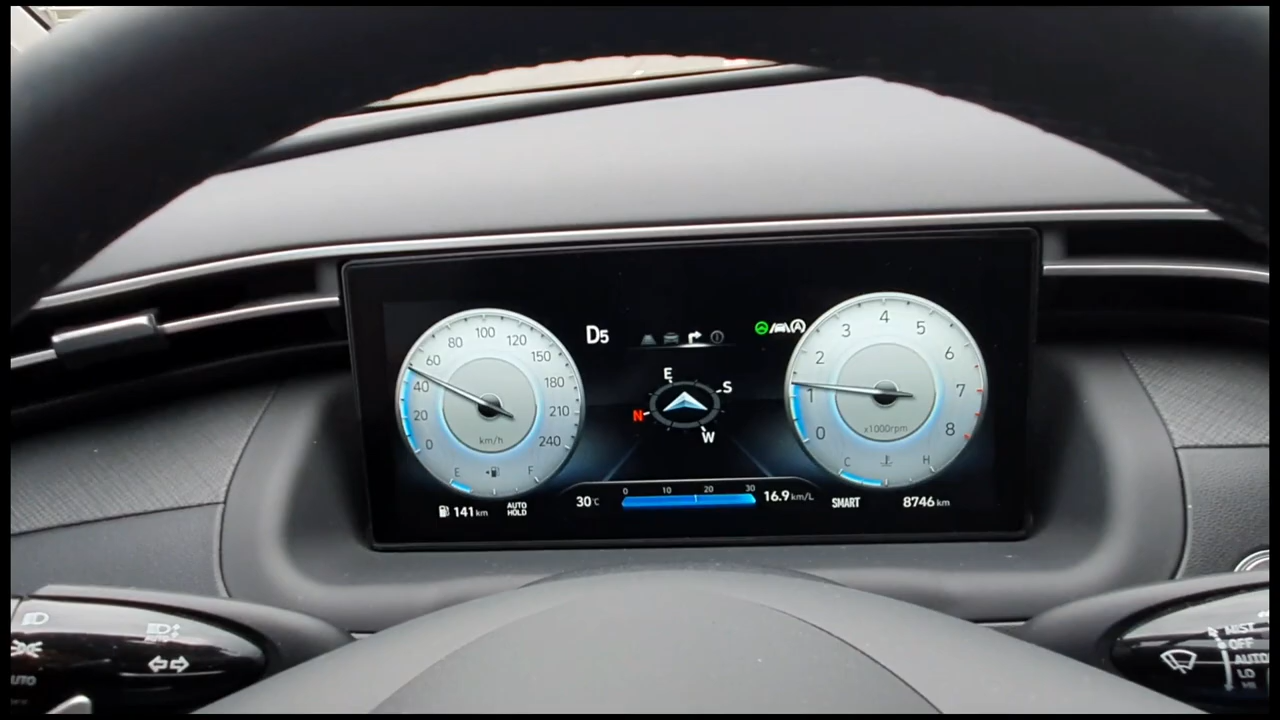 D5
0 20 40 60 80 100 120 150 180 210 240
km/h
E F
E S N W
0 1 2 3 4 5 6 7 8
x1000rpm
C H
141 km
AUTO HOLD
30°C
0 10 20 30
16.9 km/L
SMART
8746 km
AUTO
MIST
OFF
AUTO
LO